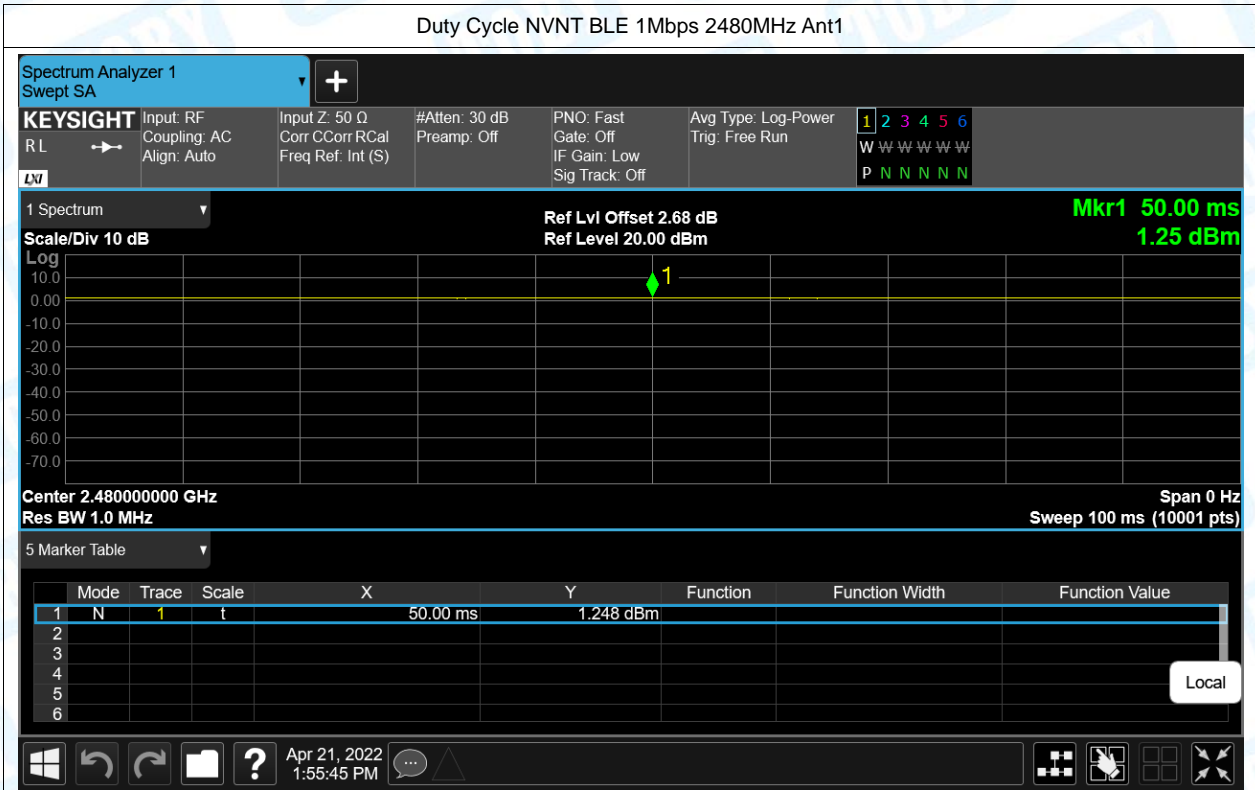 Duty Cycle NVNT BLE 1Mbps 2480MHz Ant1
Spectrum Analyzer 1
Swept SA
KEYSIGHT
RL
LXI
Input: RF
Coupling: AC
Align: Auto
Input Z: 50 Ω
Corr CCorr RCal
Freq Ref: Int (S)
#Atten: 30 dB
Preamp: Off
PNO: Fast
Gate: Off
IF Gain: Low
Sig Track: Off
Avg Type: Log-Power
Trig: Free Run
1 2 3 4 5 6
W W W W W W
P N N N N N
1 Spectrum
Scale/Div 10 dB
Ref Lvl Offset 2.68 dB
Ref Level 20.00 dBm
Mkr1 50.00 ms
1.25 dBm
Log
10.0
0.00
-10.0
-20.0
-30.0
-40.0
-50.0
-60.0
-70.0
1
Center 2.480000000 GHz
Res BW 1.0 MHz
Span 0 Hz
Sweep 100 ms (10001 pts)
5 Marker Table
Mode Trace Scale X Y Function Function Width Function Value
1 N 1 t 50.00 ms 1.248 dBm
2
3
4
5
6
Local
?
Apr 21, 2022
1:55:45 PM